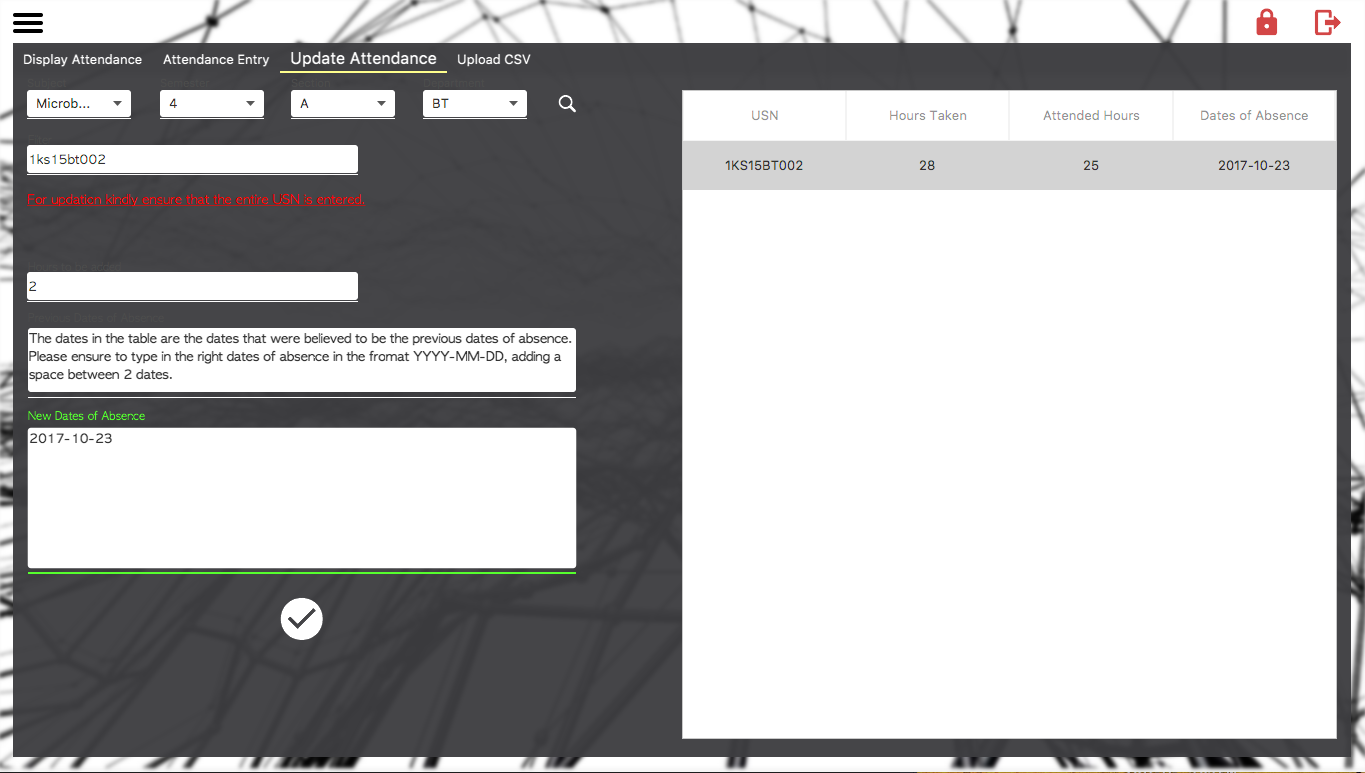 Display Attendance Attendance Entry Update Attendance Upload CSV
Microb... 4 A BT
1ks15bt002
For updation kindly ensure that the entire USN is entered.
2
Previous Dates of Absence
The dates in the table are the dates that were believed to be the previous dates of absence.
Please ensure to type in the right dates of absence in the fromat YYYY-MM-DD, adding a
space between 2 dates.
New Dates of Absence
2017-10-23
USN Hours Taken Attended Hours Dates of Absence
1KS15BT002 28 25 2017-10-23